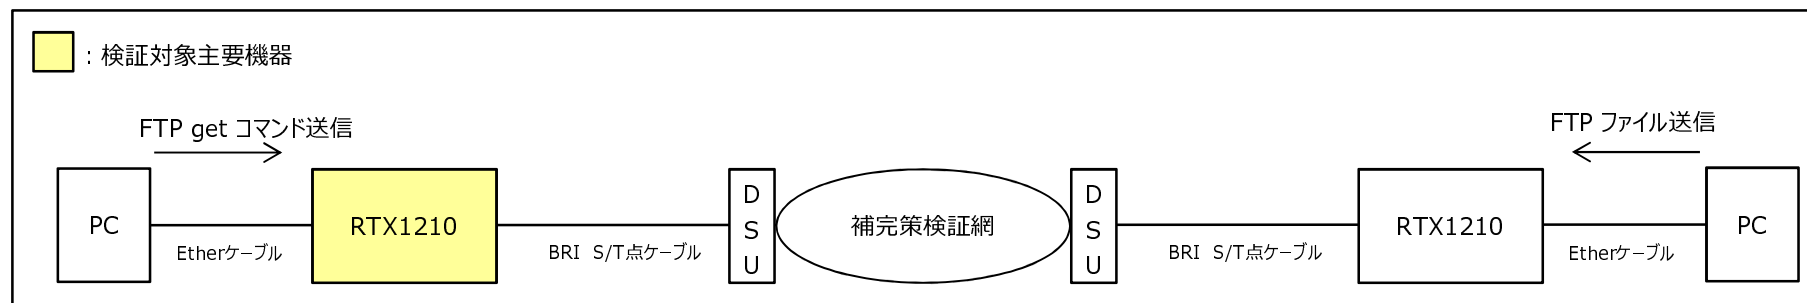 ：検証対象主要機器
FTP get コマンド送信
FTP ファイル送信
PC
RTX1210
D
S
U
補完策検証網
D
S
U
RTX1210
PC
Etherケーブル
BRI S/T点ケーブル
BRI S/T点ケーブル
Etherケーブル